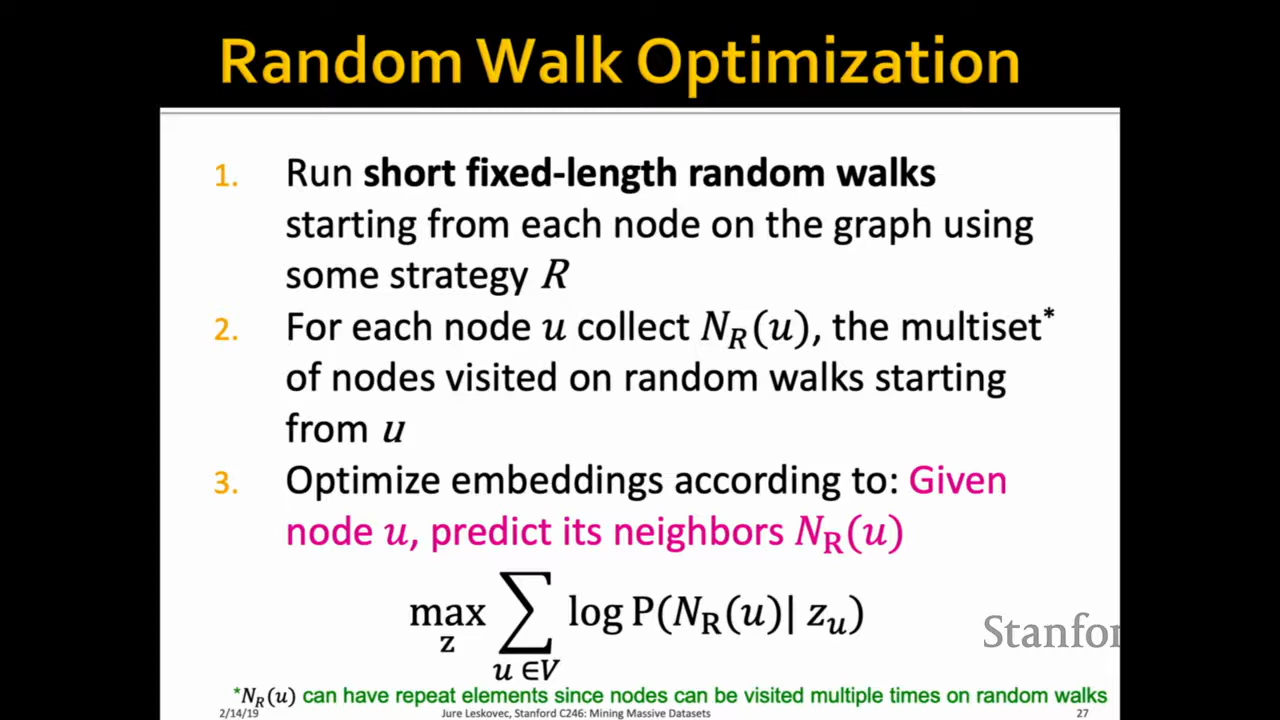 Random Walk Optimization
1. Run short fixed-length random walks
starting from each node on the graph using
some strategy R
2. For each node u collect N_R(u), the multiset*
of nodes visited on random walks starting
from u
3. Optimize embeddings according to: Given
node u, predict its neighbors N_R(u)
max_z ∑_{u ∈V} log P(N_R(u)| z_u)
Stanfor
*N_R(u) can have repeat elements since nodes can be visited multiple times on random walks
2/14/19 Jure Leskovec, Stanford C246: Mining Massive Datasets 27